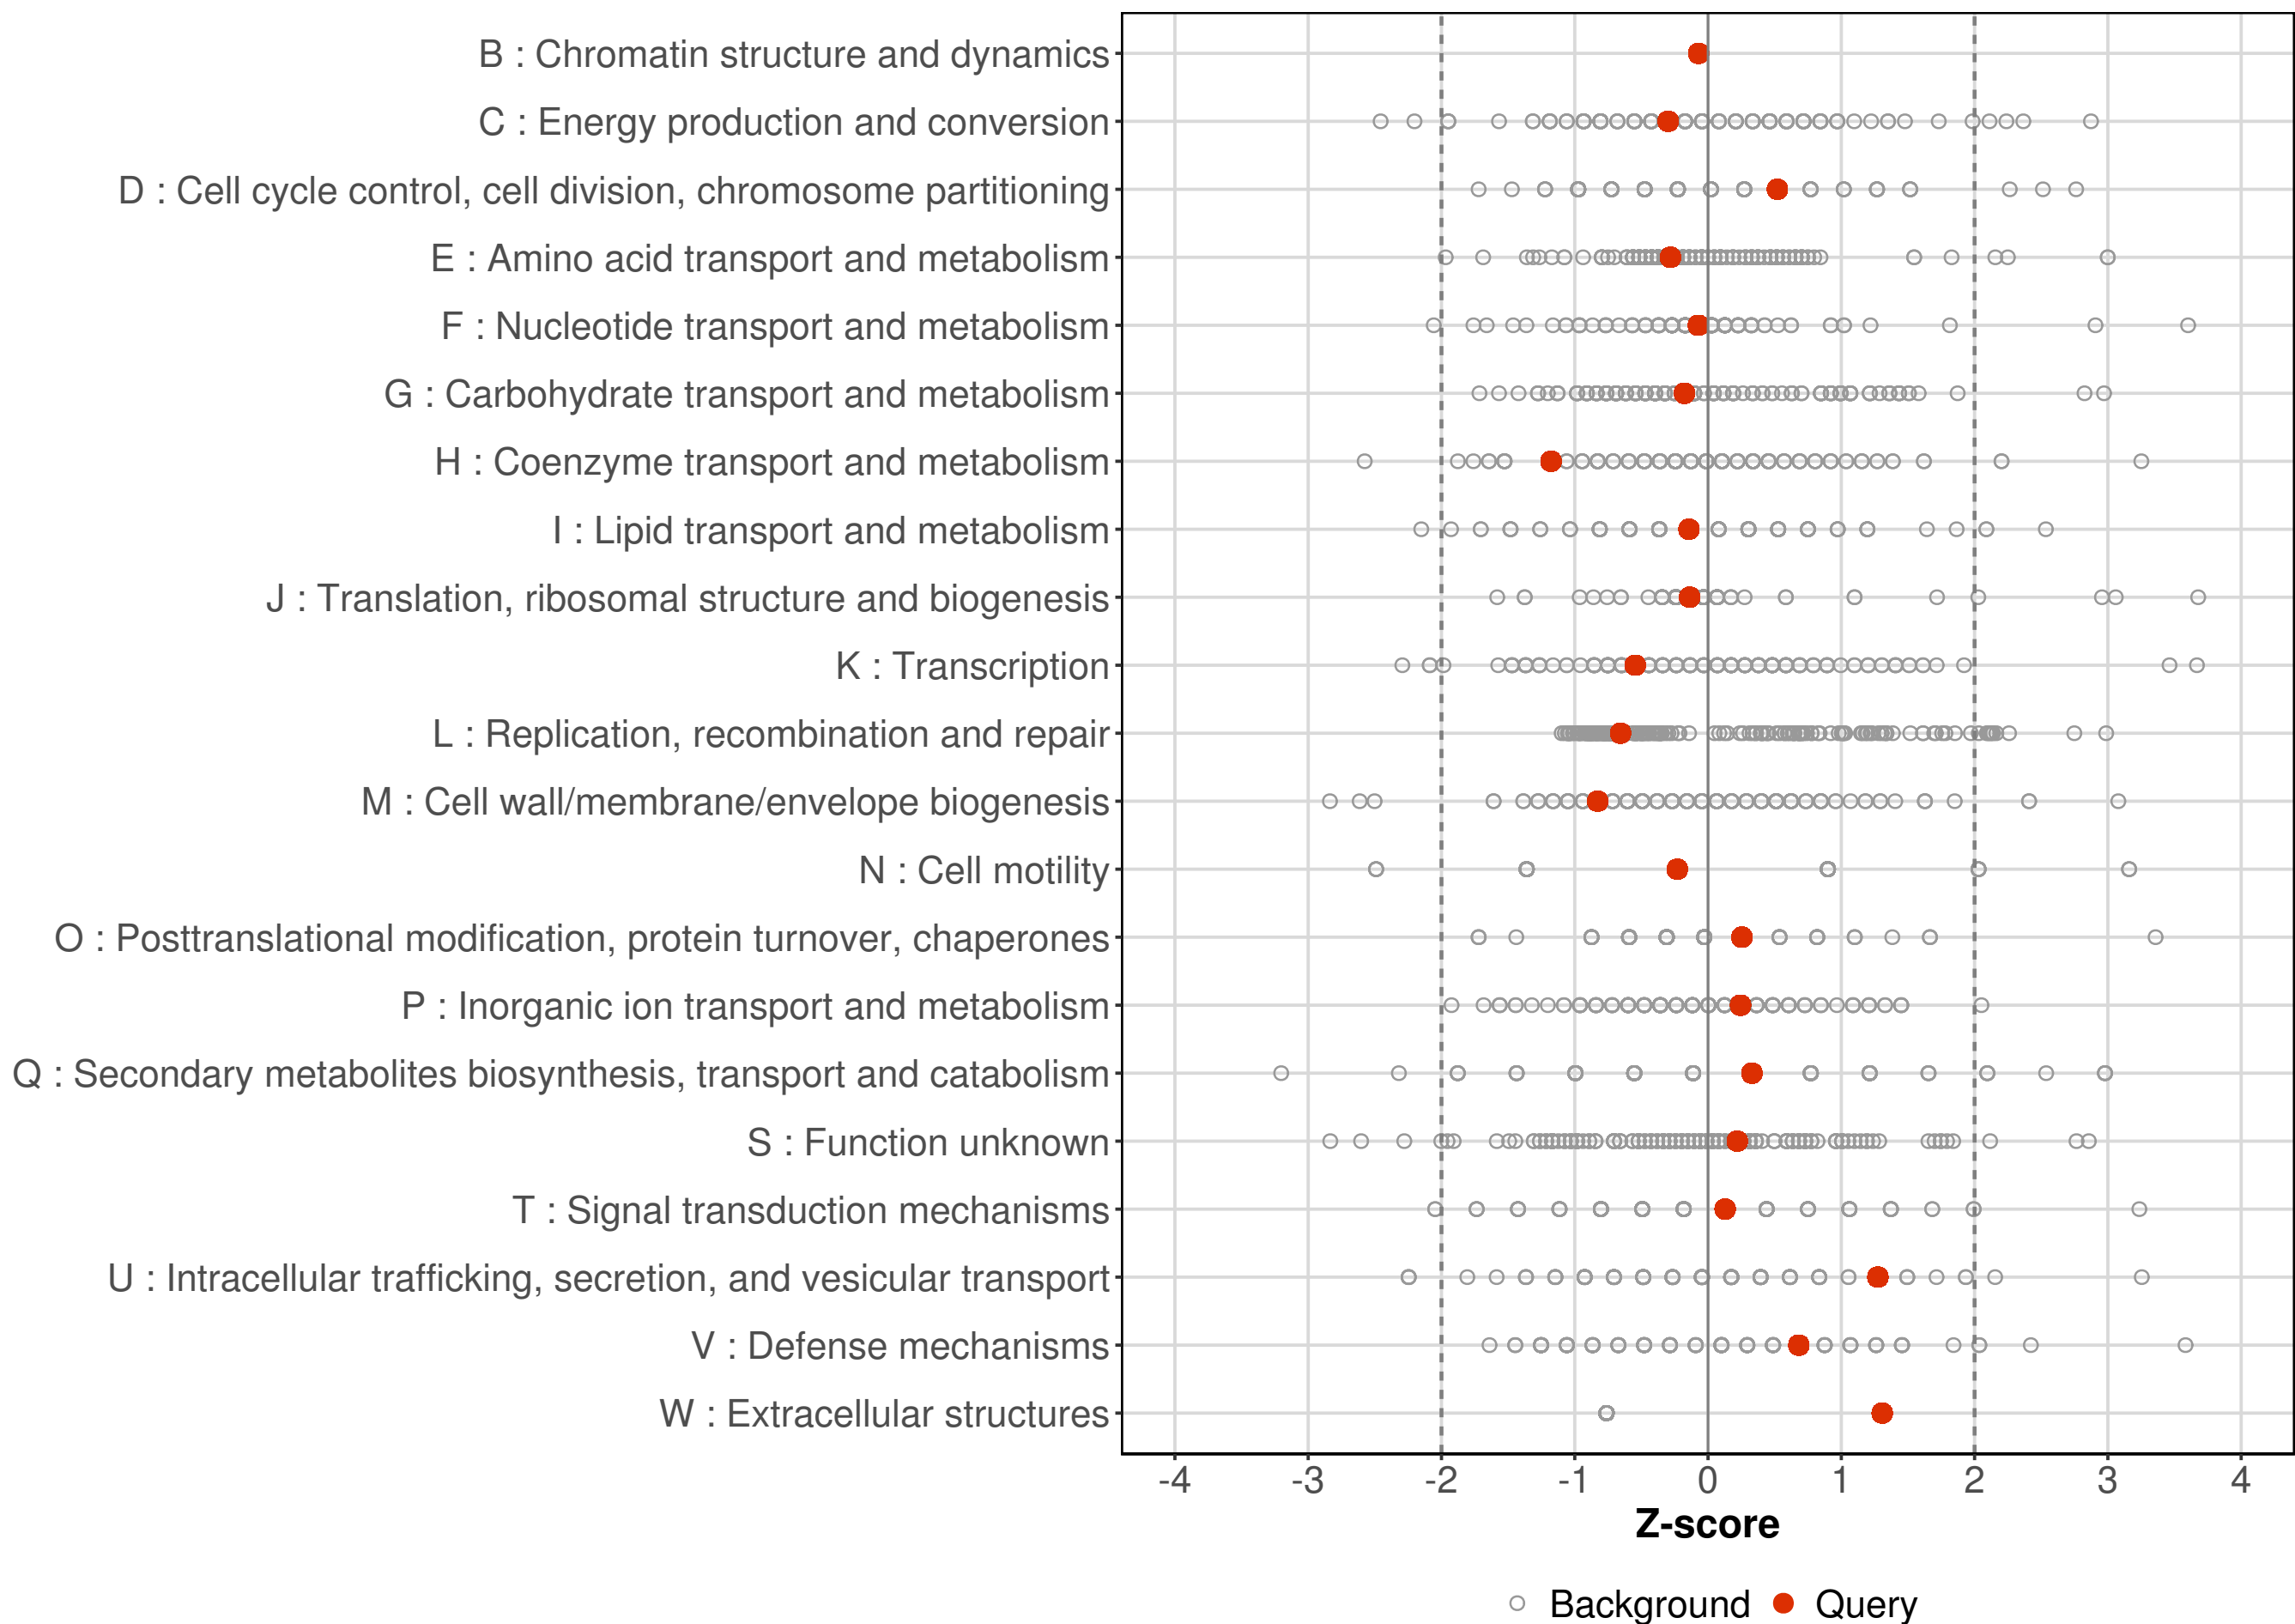 B : Chromatin structure and dynamics
C : Energy production and conversion
D : Cell cycle control, cell division, chromosome partitioning
E : Amino acid transport and metabolism
F : Nucleotide transport and metabolism
G : Carbohydrate transport and metabolism
H : Coenzyme transport and metabolism
I : Lipid transport and metabolism
J : Translation, ribosomal structure and biogenesis
K : Transcription
L : Replication, recombination and repair
M : Cell wall/membrane/envelope biogenesis
N : Cell motility
O : Posttranslational modification, protein turnover, chaperones
P : Inorganic ion transport and metabolism
Q : Secondary metabolites biosynthesis, transport and catabolism
S : Function unknown
T : Signal transduction mechanisms
U : Intracellular trafficking, secretion, and vesicular transport
V : Defense mechanisms
W : Extracellular structures
-4 -3 -2 -1 0 1 2 3 4
Z-score
Background Query